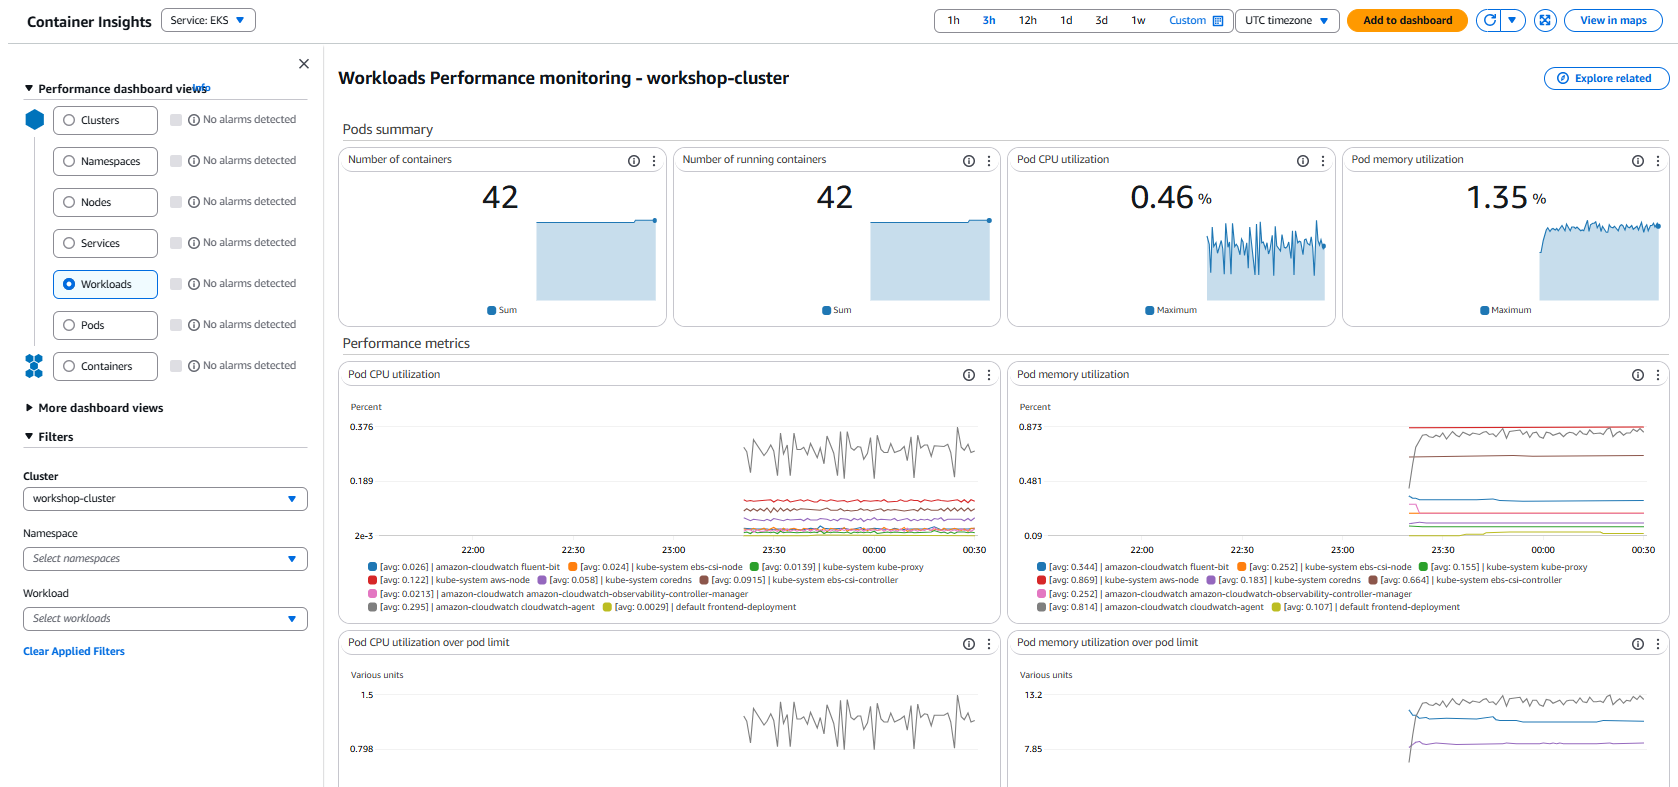 Container Insights
Service: EKS
1h 3h 12h 1d 3d 1w Custom
UTC timezone
Add to dashboard
View in maps
Performance dashboard views Info
Clusters No alarms detected
Namespaces No alarms detected
Nodes No alarms detected
Services No alarms detected
Workloads No alarms detected
Pods No alarms detected
Containers No alarms detected
More dashboard views
Filters
Cluster
workshop-cluster
Namespace
Select namespaces
Workload
Select workloads
Clear Applied Filters
Workloads Performance monitoring - workshop-cluster
Explore related
Pods summary
Number of containers
42
Sum
Number of running containers
42
Sum
Pod CPU utilization
0.46 %
Maximum
Pod memory utilization
1.35 %
Maximum
Performance metrics
Pod CPU utilization
Percent
0.376
0.189
2e-3
22:00 22:30 23:00 23:30 00:00 00:30
[avg: 0.026] | amazon-cloudwatch fluent-bit [avg: 0.024] | kube-system ebs-csi-node [avg: 0.0139] | kube-system kube-proxy
[avg: 0.122] | kube-system aws-node [avg: 0.058] | kube-system coredns [avg: 0.0915] | kube-system ebs-csi-controller
[avg: 0.0213] | amazon-cloudwatch amazon-cloudwatch-observability-controller-manager
[avg: 0.295] | amazon-cloudwatch cloudwatch-agent [avg: 0.0029] | default frontend-deployment
Pod memory utilization
Percent
0.873
0.481
0.09
22:00 22:30 23:00 23:30 00:00 00:30
[avg: 0.344] | amazon-cloudwatch fluent-bit [avg: 0.252] | kube-system ebs-csi-node [avg: 0.155] | kube-system kube-proxy
[avg: 0.869] | kube-system aws-node [avg: 0.183] | kube-system coredns [avg: 0.664] | kube-system ebs-csi-controller
[avg: 0.252] | amazon-cloudwatch amazon-cloudwatch-observability-controller-manager
[avg: 0.814] | amazon-cloudwatch cloudwatch-agent [avg: 0.107] | default frontend-deployment
Pod CPU utilization over pod limit
Various units
1.5
0.798
Pod memory utilization over pod limit
Various units
13.2
7.85